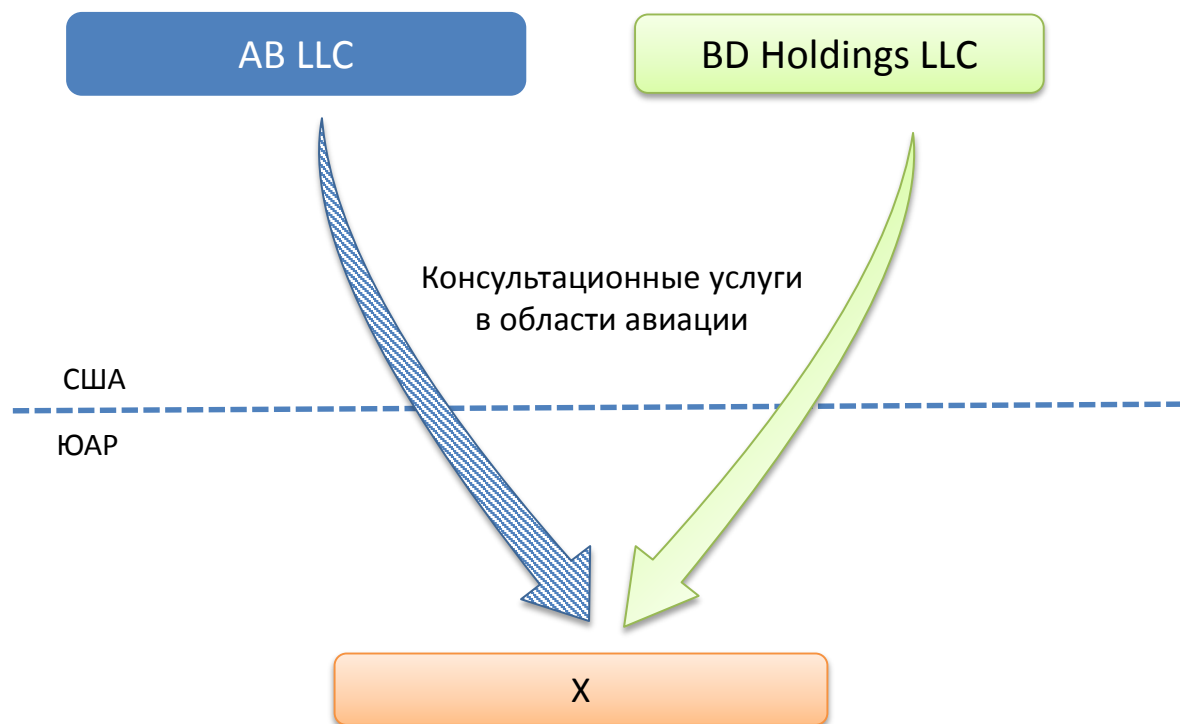 AB LLC
BD Holdings LLC
Консультационные услуги
в области авиации
США
ЮАР
X